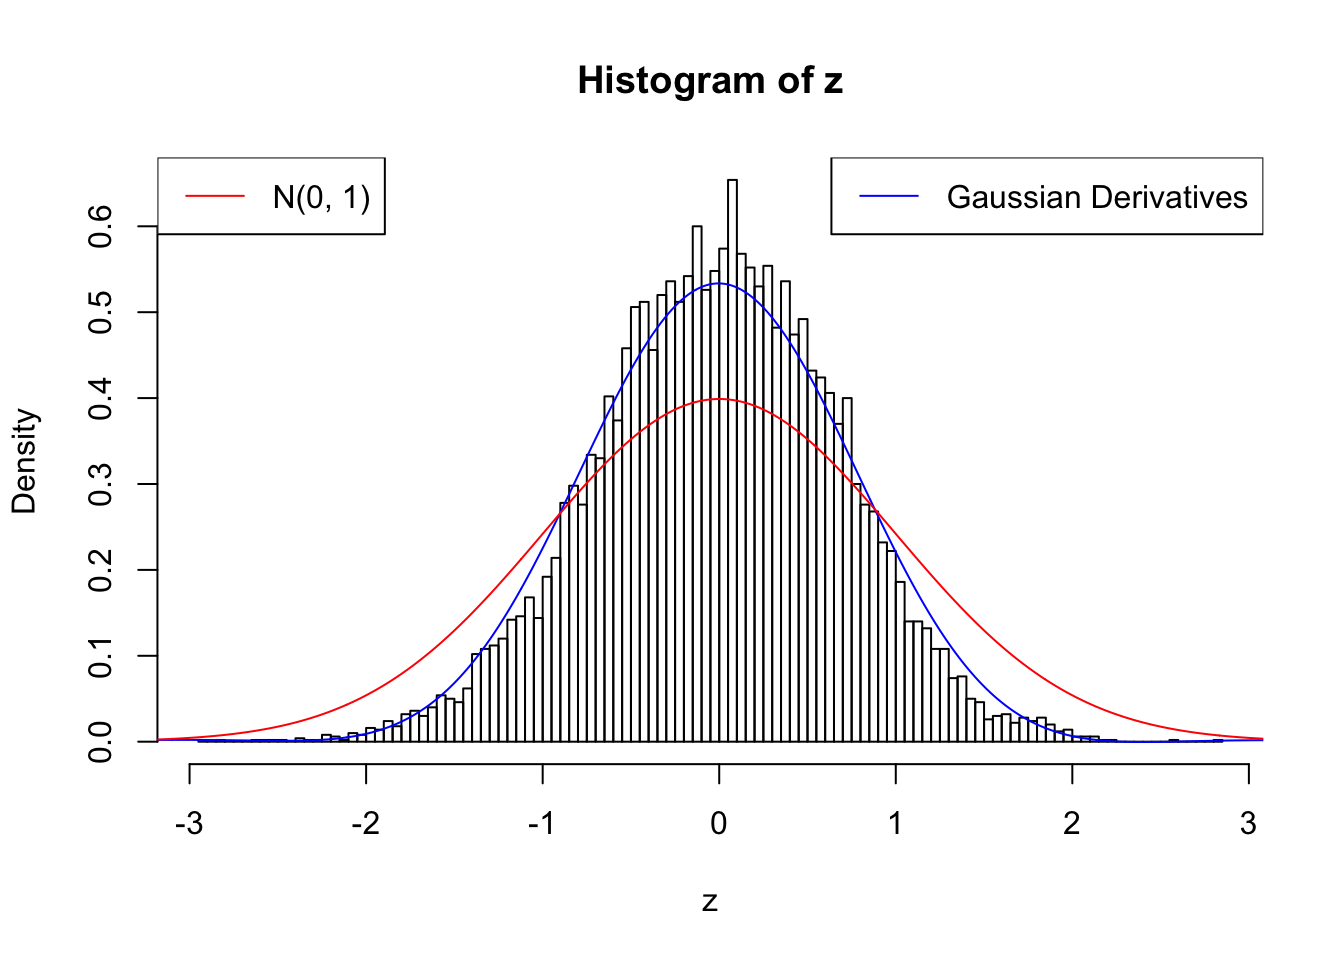 Histogram of z
N(0, 1)
Gaussian Derivatives
Density
0.6
0.5
0.4
0.3
0.2
0.1
0.0
-3 -2 -1 0 1 2 3
z